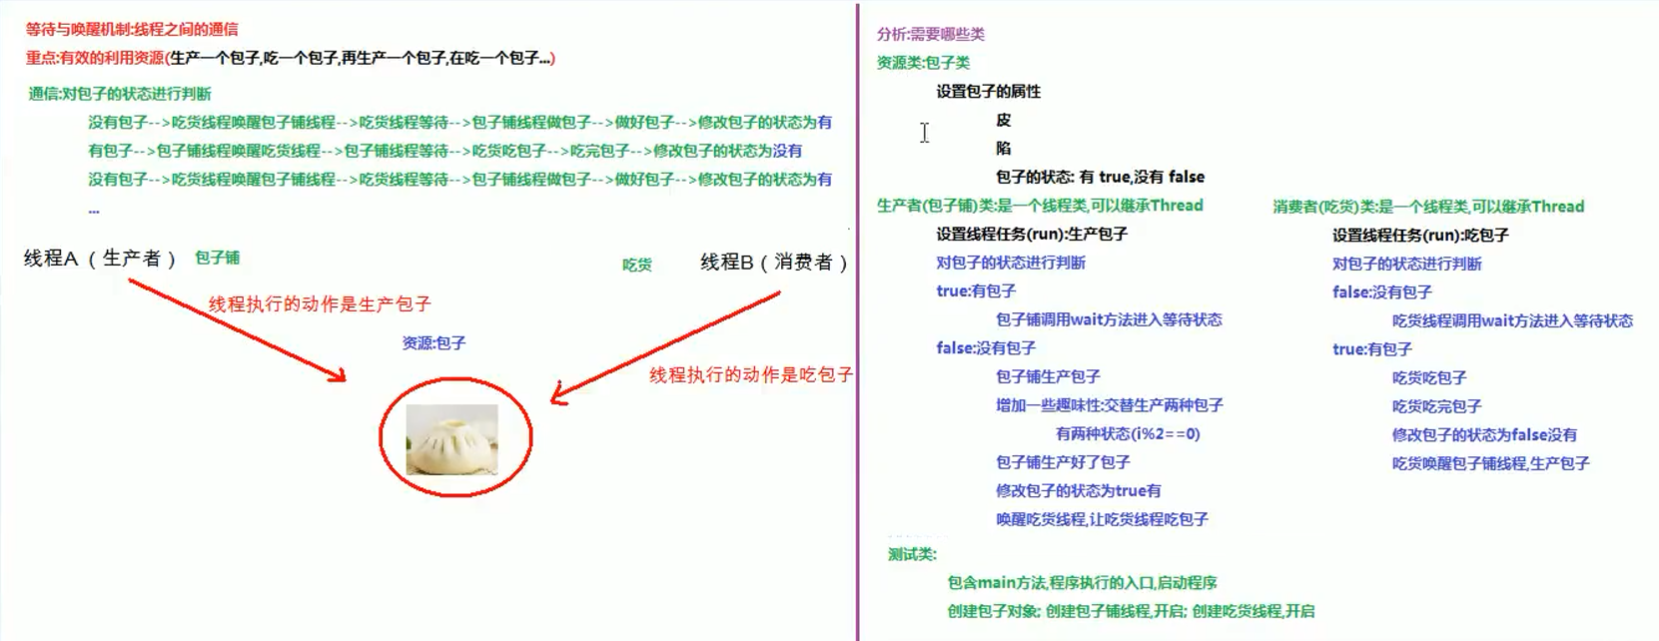 等待与唤醒机制:线程之间的通信
重点:有效的利用资源(生产一个包子,吃一个包子,再生产一个包子,在吃一个包子...)
通信:对包子的状态进行判断
没有包子-->吃货线程唤醒包子铺线程-->吃货线程等待-->包子铺线程做包子-->做好包子-->修改包子的状态为有
有包子-->包子铺线程唤醒吃货线程-->包子铺线程等待-->吃货吃包子-->吃完包子-->修改包子的状态为没有
没有包子-->吃货线程唤醒包子铺线程-->吃货线程等待-->包子铺线程做包子-->做好包子-->修改包子的状态为有
...
线程A（生产者） 包子铺
吃货 线程B（消费者）
线程执行的动作是生产包子
资源:包子
线程执行的动作是吃包子
分析:需要哪些类
资源类:包子类
设置包子的属性
皮
陷
包子的状态: 有 true,没有 false
生产者(包子铺)类:是一个线程类,可以继承Thread
设置线程任务(run):生产包子
对包子的状态进行判断
true:有包子
包子铺调用wait方法进入等待状态
false:没有包子
包子铺生产包子
增加一些趣味性:交替生产两种包子
有两种状态(i%2==0)
包子铺生产好了包子
修改包子的状态为true有
唤醒吃货线程,让吃货线程吃包子
消费者(吃货)类:是一个线程类,可以继承Thread
设置线程任务(run):吃包子
对包子的状态进行判断
false:没有包子
吃货线程调用wait方法进入等待状态
true:有包子
吃货吃包子
吃货吃完包子
修改包子的状态为false没有
吃货唤醒包子铺线程,生产包子
测试类:
包含main方法,程序执行的入口,启动程序
创建包子对象; 创建包子铺线程,开启; 创建吃货线程,开启